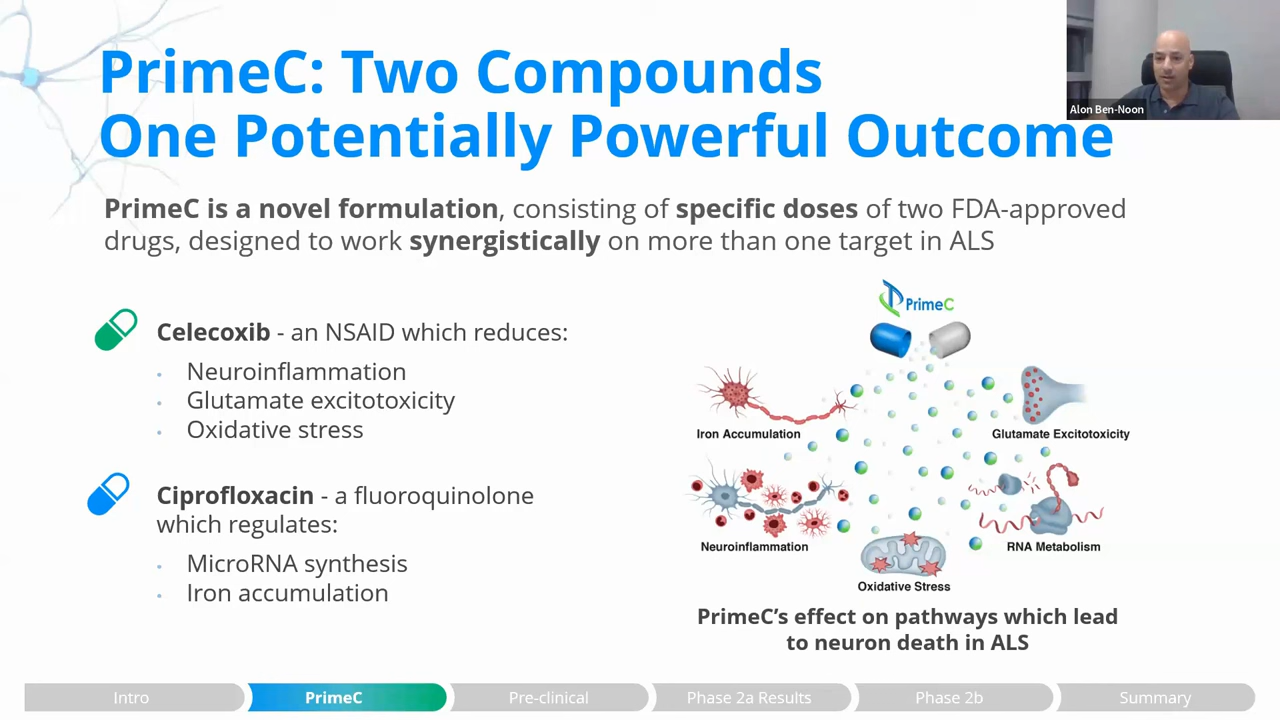 PrimeC: Two Compounds
One Potentially Powerful Outcome
Alon Ben-Noon
PrimeC is a novel formulation, consisting of specific doses of two FDA-approved
drugs, designed to work synergistically on more than one target in ALS
Celecoxib - an NSAID which reduces:
Neuroinflammation
Glutamate excitotoxicity
Oxidative stress
Ciprofloxacin - a fluoroquinolone
which regulates:
MicroRNA synthesis
Iron accumulation
PrimeC
Iron Accumulation
Glutamate Excitotoxicity
Neuroinflammation
RNA Metabolism
Oxidative Stress
PrimeC’s effect on pathways which lead
to neuron death in ALS
Intro
PrimeC
Pre-clinical
Phase 2a Results
Phase 2b
Summary